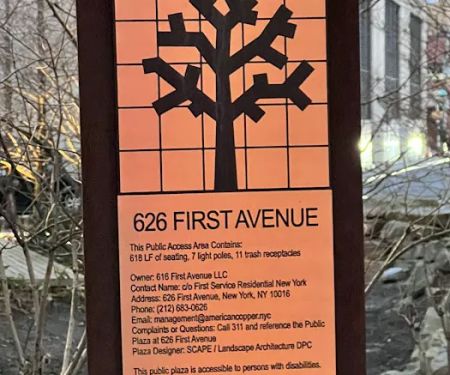 626 FIRST AVENUE
This Public Access Area Contains:
618 LF of seating, 7 light poles, 11 trash receptacies
Owner: 616 First Avenue LLC
Contact Name: c/o First Service Residential New York
Address: 626 First Avenue, New York, NY 10016
Phone: (212) 683-0626
Email: management@americancopper.nyc
Complaints or Questions: Call 311 and reference the Public
Plaza at 626 First Avenue
Plaza Designer: SCAPE / Landscape Architecture DPC
This public plaza is accessible to persons with disabilities.